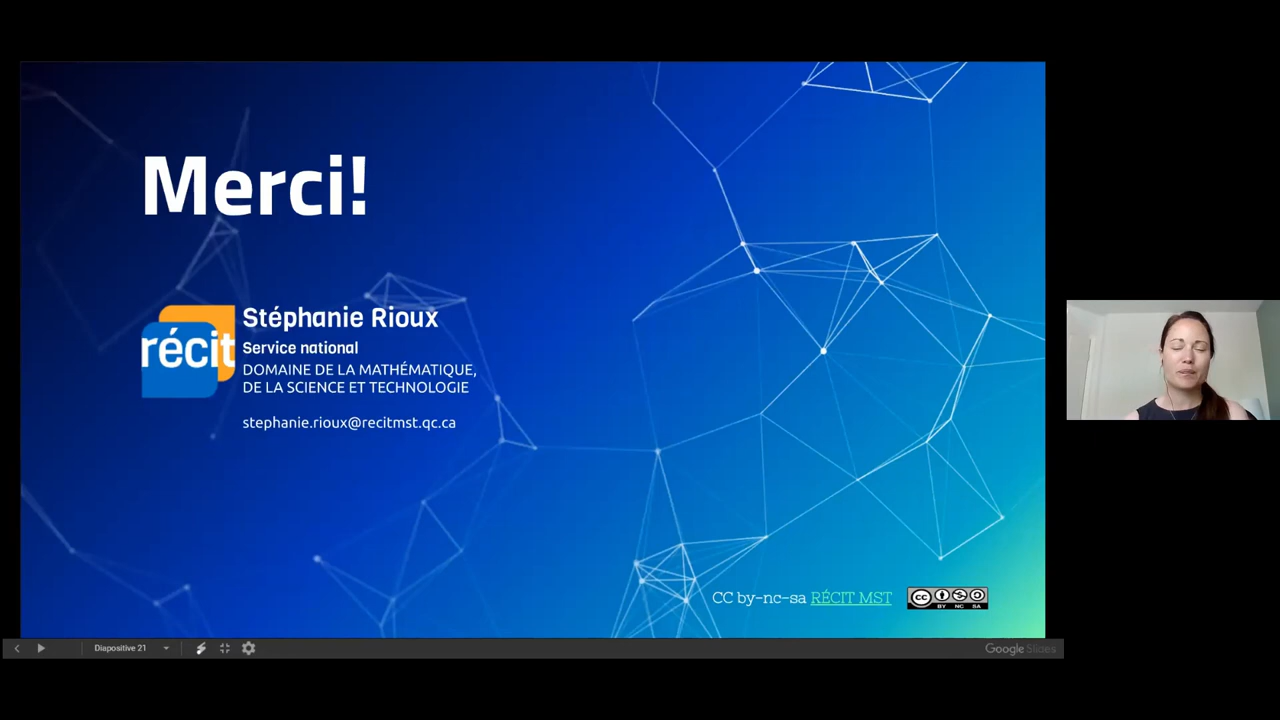 Merci!
récit
Stéphanie Rioux
Service national
DOMAINE DE LA MATHÉMATIQUE,
DE LA SCIENCE ET TECHNOLOGIE
stephanie.rioux@recitmst.qc.ca
CC by-nc-sa RÉCIT MST
cc
BY NC SA
Diapositive 21
Google Slides